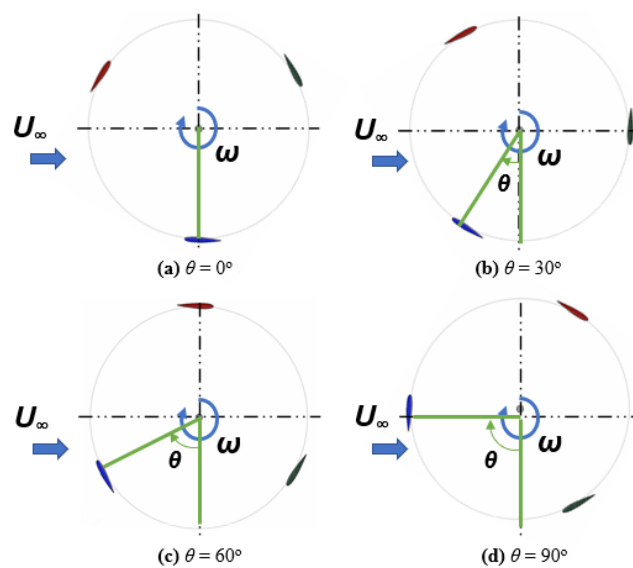 U∞
ω
(a) θ = 0°
U∞
ω
θ
(b) θ = 30°
U∞
ω
θ
(c) θ = 60°
U∞
ω
θ
(d) θ = 90°